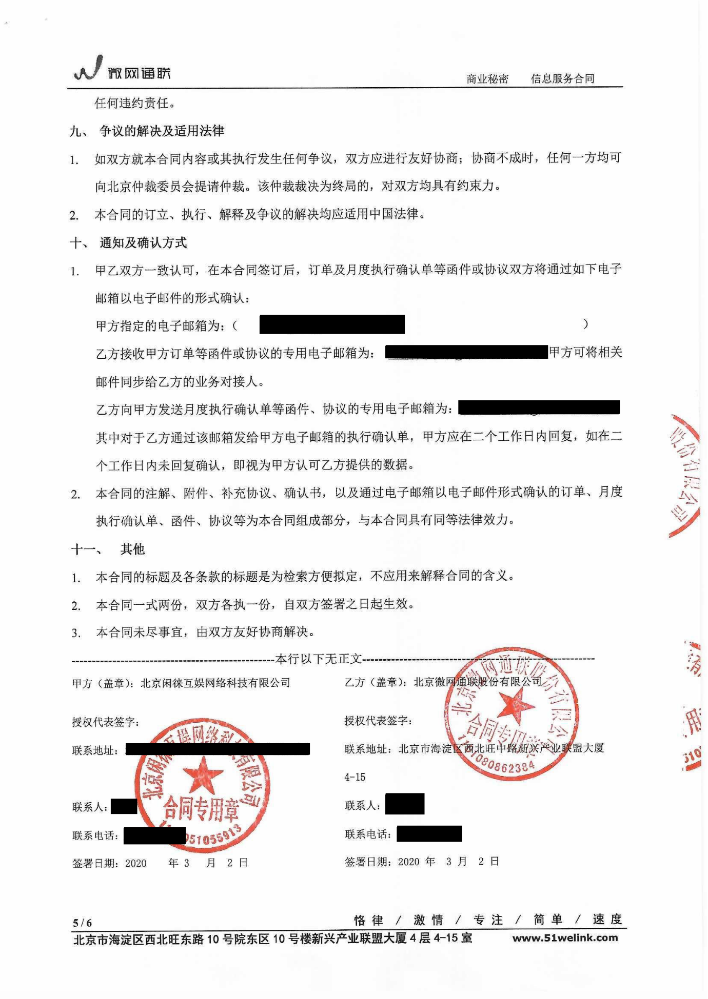 微网通联
商业秘密 信息服务合同
任何违约责任。
九、 争议的解决及适用法律
1. 如双方就本合同内容或其执行发生任何争议，双方应进行友好协商；协商不成时，任何一方均可
向北京仲裁委员会提请仲裁。该仲裁裁决为终局的，对双方均具有约束力。
2. 本合同的订立、执行、解释及争议的解决均应适用中国法律。
十、 通知及确认方式
1. 甲乙双方一致认可，在本合同签订后，订单及月度执行确认单等函件或协议双方将通过如下电子
邮箱以电子邮件的形式确认：
甲方指定的电子邮箱为：（ ）
乙方接收甲方订单等函件或协议的专用电子邮箱为： 甲方可将相关
邮件同步给乙方的业务对接人。
乙方向甲方发送月度执行确认单等函件、协议的专用电子邮箱为：
其中对于乙方通过该邮箱发给甲方电子邮箱的执行确认单，甲方应在二个工作日内回复，如在二
个工作日内未回复确认，即视为甲方认可乙方提供的数据。
2. 本合同的注解、附件、补充协议、确认书，以及通过电子邮箱以电子邮件形式确认的订单、月度
执行确认单、函件、协议等为本合同组成部分，与本合同具有同等法律效力。
股份有限公司
十一、 其他
1. 本合同的标题及各条款的标题是为检索方便拟定，不应用来解释合同的含义。
2. 本合同一式两份，双方各执一份，自双方签署之日起生效。
3. 本合同未尽事宜，由双方友好协商解决。
本行以下无正文
甲方（盖章）：北京闲徕互娱网络科技有限公司
乙方（盖章）：北京微网通联股份有限公司
北京微网通联股份有限公司
合同专用章
1101080862384
授权代表签字：
授权代表签字：
联系地址：
联系地址：北京市海淀区西北旺中路新兴产业联盟大厦
4-15
北京闲徕互娱网络科技有限公司
合同专用章
51055913
联系人：
联系人：
联系电话：
联系电话：
签署日期：2020 年 3 月 2 日
签署日期：2020 年 3 月 2 日
5 / 6
恪律 / 激情 / 专注 / 简单 / 速度
北京市海淀区西北旺东路 10 号院东区 10 号楼新兴产业联盟大厦 4 层 4-15 室 www.51welink.com